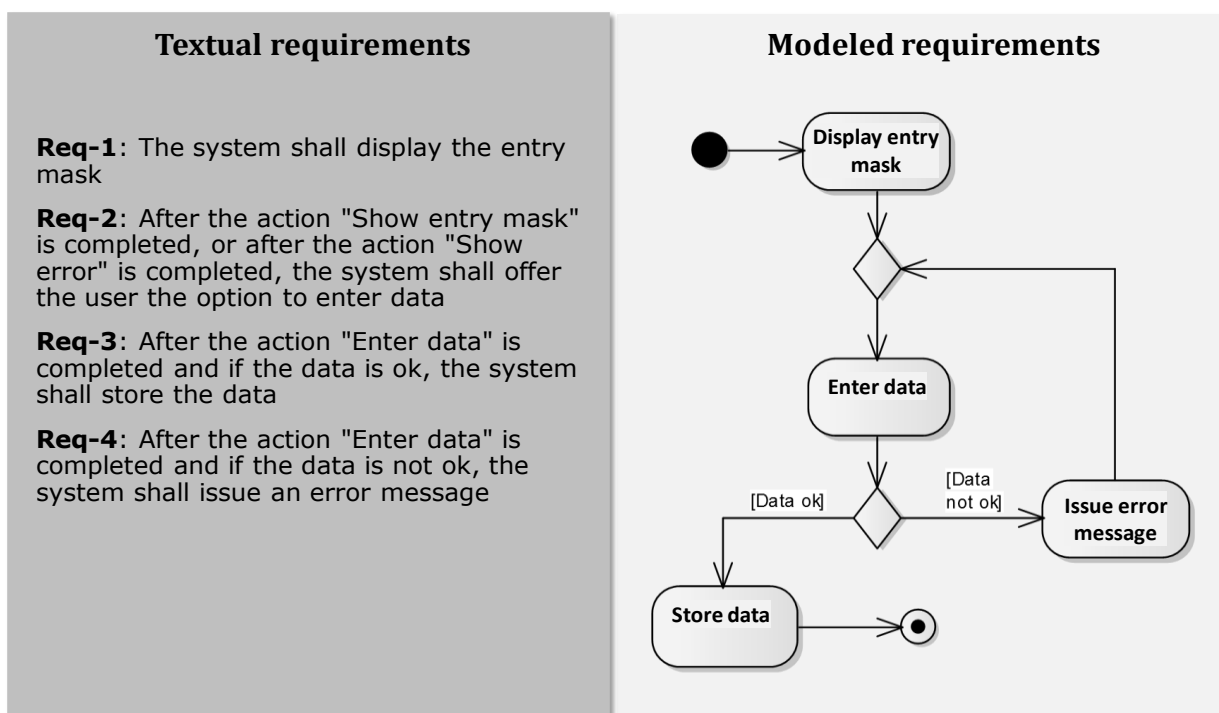 Textual requirements
Req-1: The system shall display the entry
mask
Req-2: After the action "Show entry mask"
is completed, or after the action "Show
error" is completed, the system shall offer
the user the option to enter data
Req-3: After the action "Enter data" is
completed and if the data is ok, the system
shall store the data
Req-4: After the action "Enter data" is
completed and if the data is not ok, the
system shall issue an error message
Modeled requirements
Display entry
mask
Enter data
[Data ok]
[Data
not ok]
Issue error
message
Store data